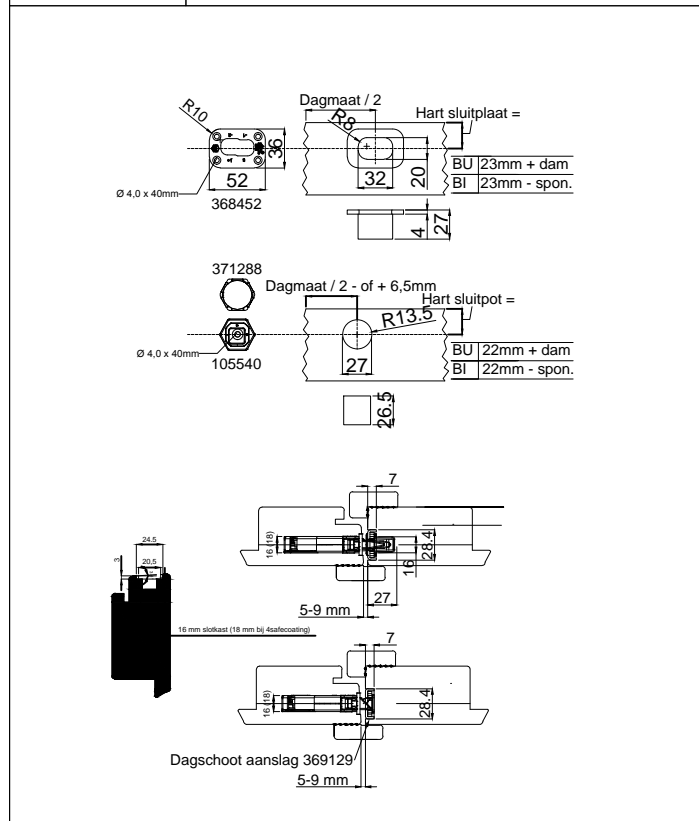 Dagmaat / 2
R10
R8
Hart sluitplaat =
36
52
32
20
BU 23mm + dam
BI 23mm - spon.
Ø 4,0 x 40mm
368452
4
27
371288
Dagmaat / 2 - of + 6,5mm
Hart sluitpot =
R13.5
Ø 4,0 x 40mm
105540
27
BU 22mm + dam
BI 22mm - spon.
26.5
7
24.5
20,5
3
16 (18)
28.4
16
27
5-9 mm
16 mm slotkast (18 mm bij 4safecoating)
7
16 (18)
28.4
Dagschoot aanslag 369129
5-9 mm